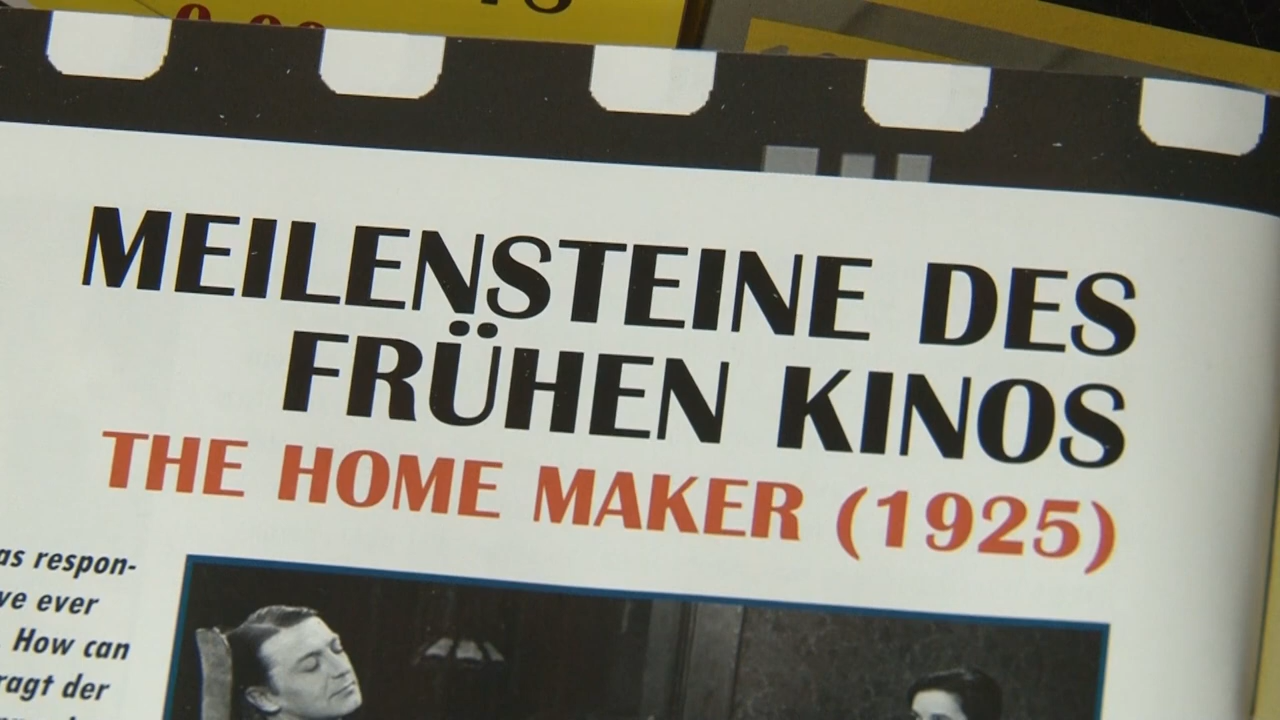 MEILENSTEINE DES
FRÜHEN KINOS
THE HOME MAKER (1925)
as respon-
ve ever
. How can
ragt der